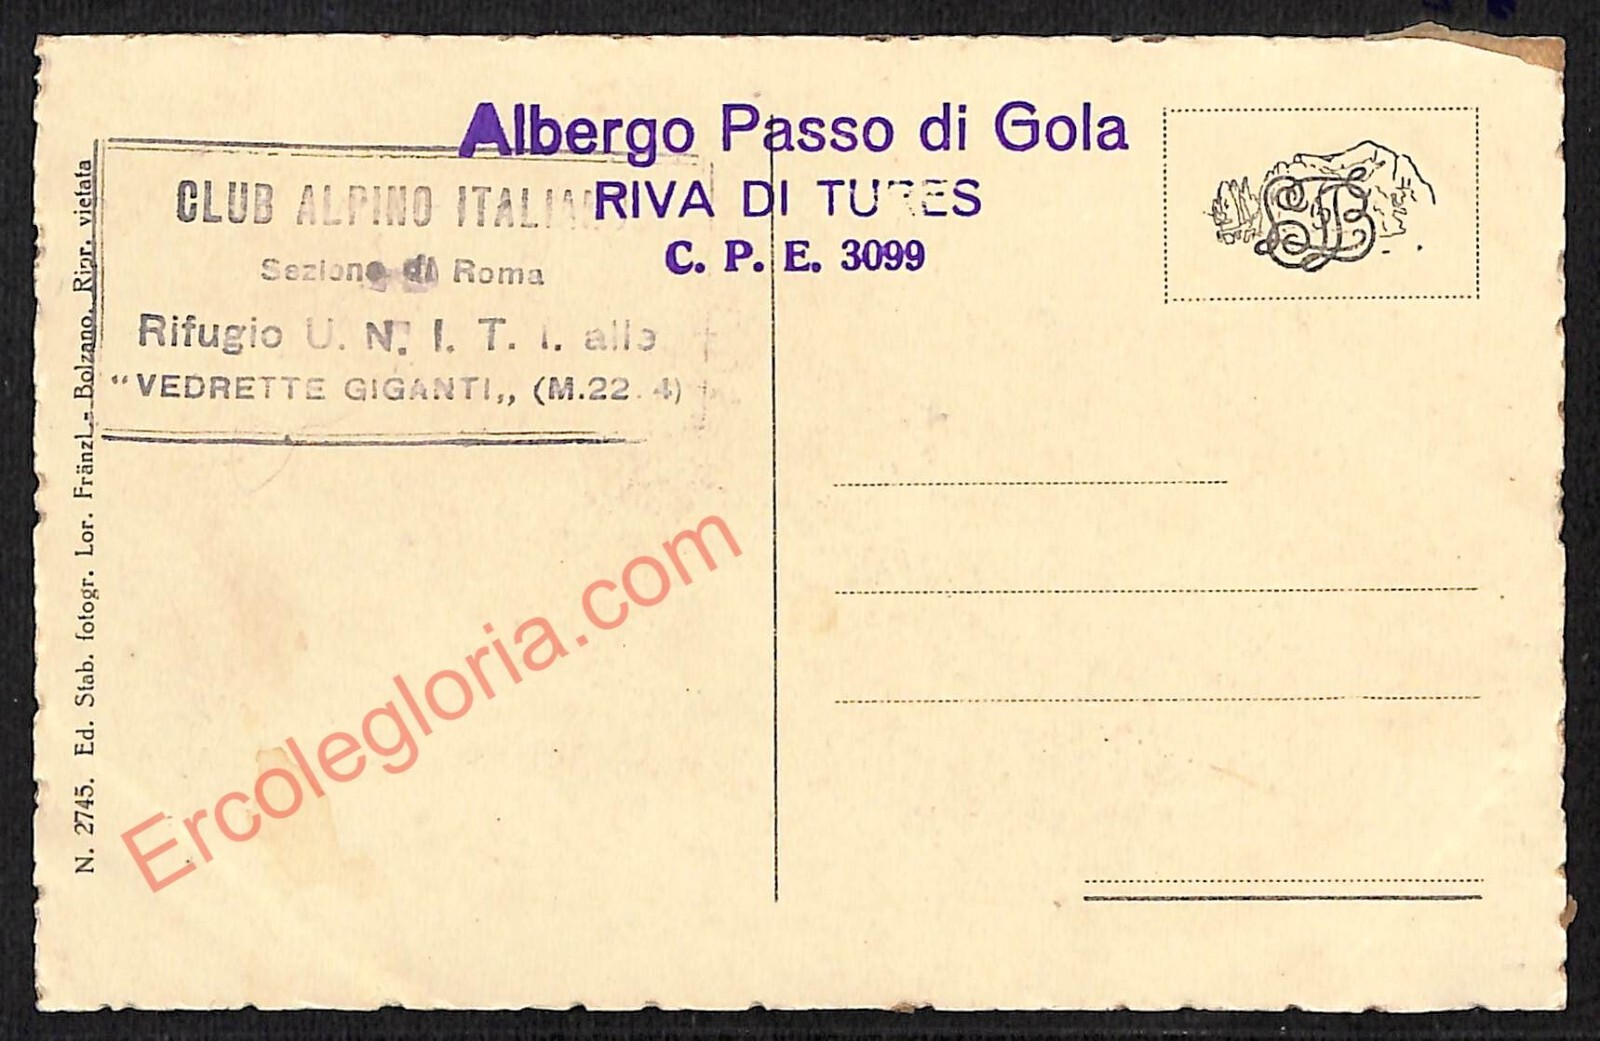 Albergo Passo di Gola
RIVA DI TURES
C. P. E. 3099
CLUB ALPINO ITALIANO
Sezione di Roma
Rifugio U. N. I. T. I. alle
"VEDRETTE GIGANTI„ (M.22 4)
N. 2745. Ed. Stab. fotogr. Lor. Fränzl - Bolzano. Ripr. vietata
Ercolegloria.com